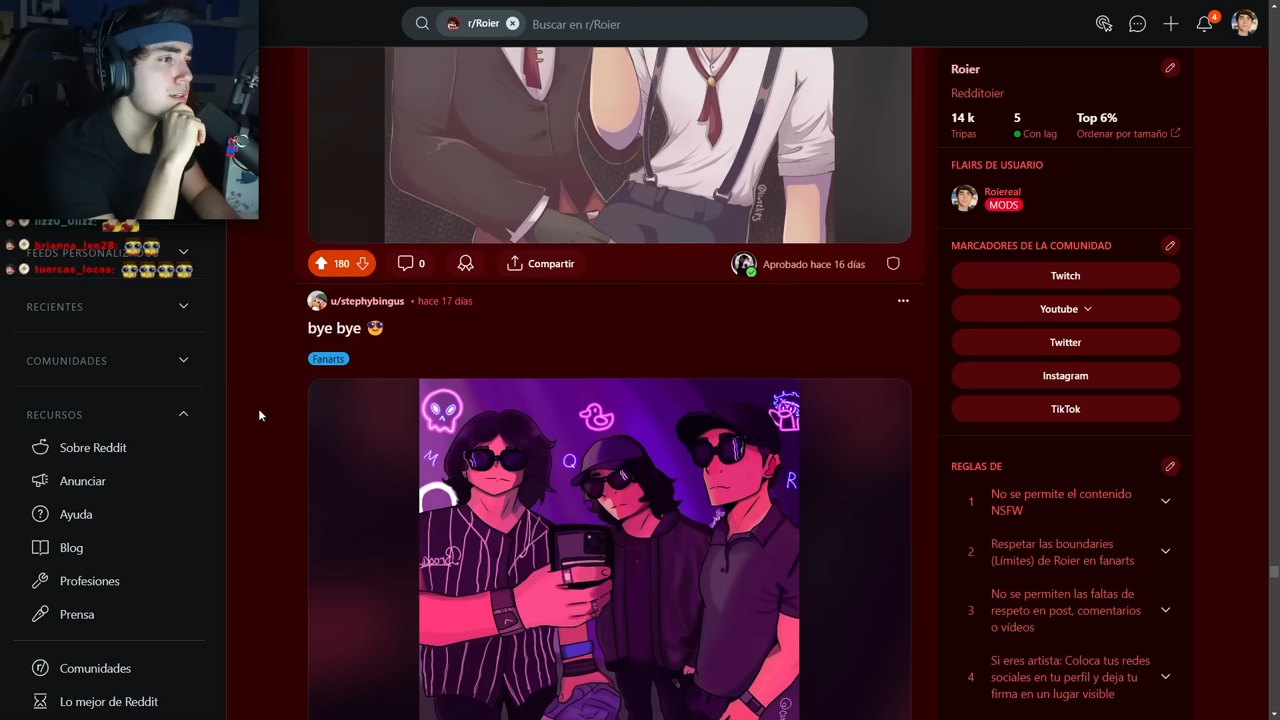 r/Roier
Buscar en r/Roier
4
brianna_lee28:
FEEDS PERSONALIZADOS
tuercas_locas:
RECIENTES
COMUNIDADES
RECURSOS
Sobre Reddit
Anunciar
Ayuda
Blog
Profesiones
Prensa
Comunidades
Lo mejor de Reddit
180
0
Compartir
Aprobado hace 16 días
u/stephybingus • hace 17 días
bye bye
Fanarts
M
Q
R
Roier
Redditoier
14 k
5
Top 6%
Tripas
Con lag
Ordenar por tamaño
FLAIRS DE USUARIO
Roiereal
MODS
MARCADORES DE LA COMUNIDAD
Twitch
Youtube
Twitter
Instagram
TikTok
REGLAS DE
1
No se permite el contenido
NSFW
2
Respetar las boundaries
(Límites) de Roier en fanarts
3
No se permiten las faltas de
respeto en post, comentarios
o vídeos
4
Si eres artista: Coloca tus redes
sociales en tu perfil y deja tu
firma en un lugar visible